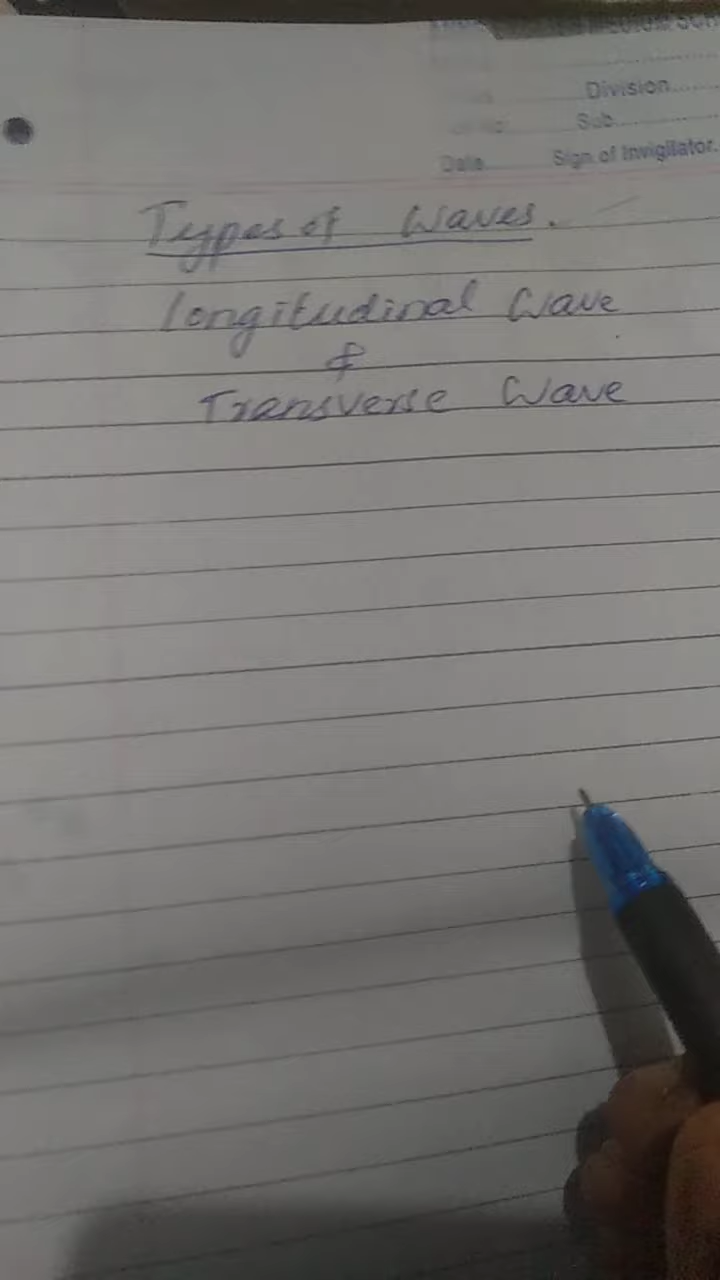 Division......
Sub..............
Date
Sign of Invigilator.
Types of Waves.
longitudinal Wave
&
Transverse Wave